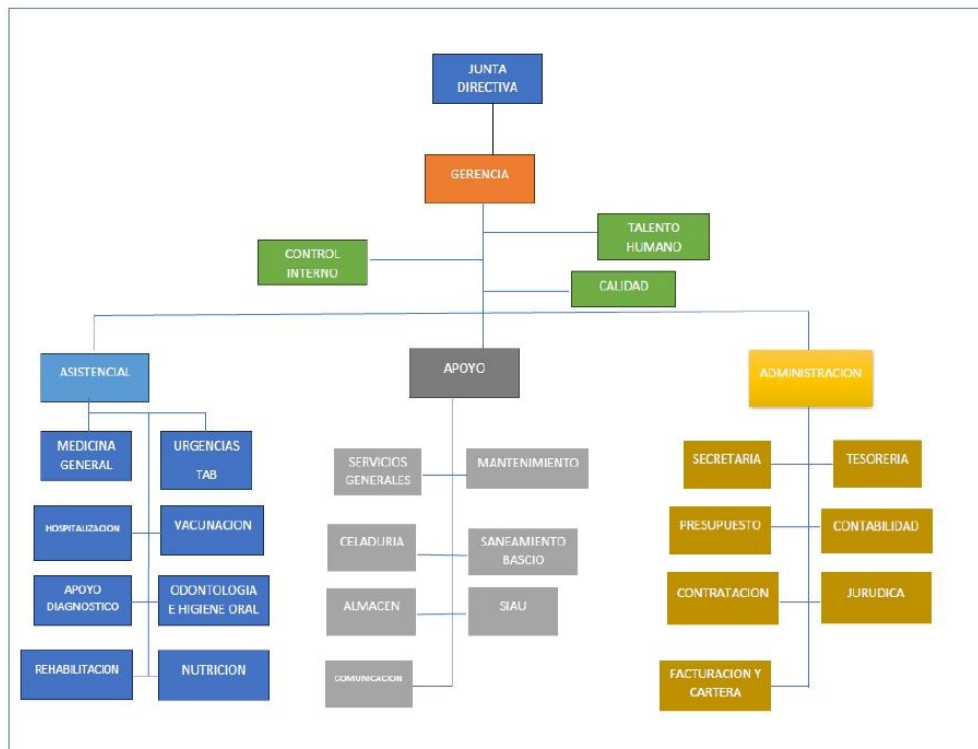 JUNTA
DIRECTIVA
GERENCIA
TALENTO
HUMANO
CONTROL
INTERNO
CALIDAD
ASISTENCIAL
APOYO
ADMINISTRACION
MEDICINA
GENERAL
URGENCIAS
TAB
HOSPITALIZACION
VACUNACION
APOYO
DIAGNOSTICO
ODONTOLOGIA
E HIGIENE ORAL
REHABILITACION
NUTRICION
SERVICIOS
GENERALES
MANTENIMIENTO
CELADURIA
SANEAMIENTO
BASCIO
ALMACEN
SIAU
COMUNICACION
SECRETARIA
TESORERIA
PRESUPUESTO
CONTABILIDAD
CONTRATACION
JURUDICA
FACTURACION Y
CARTERA